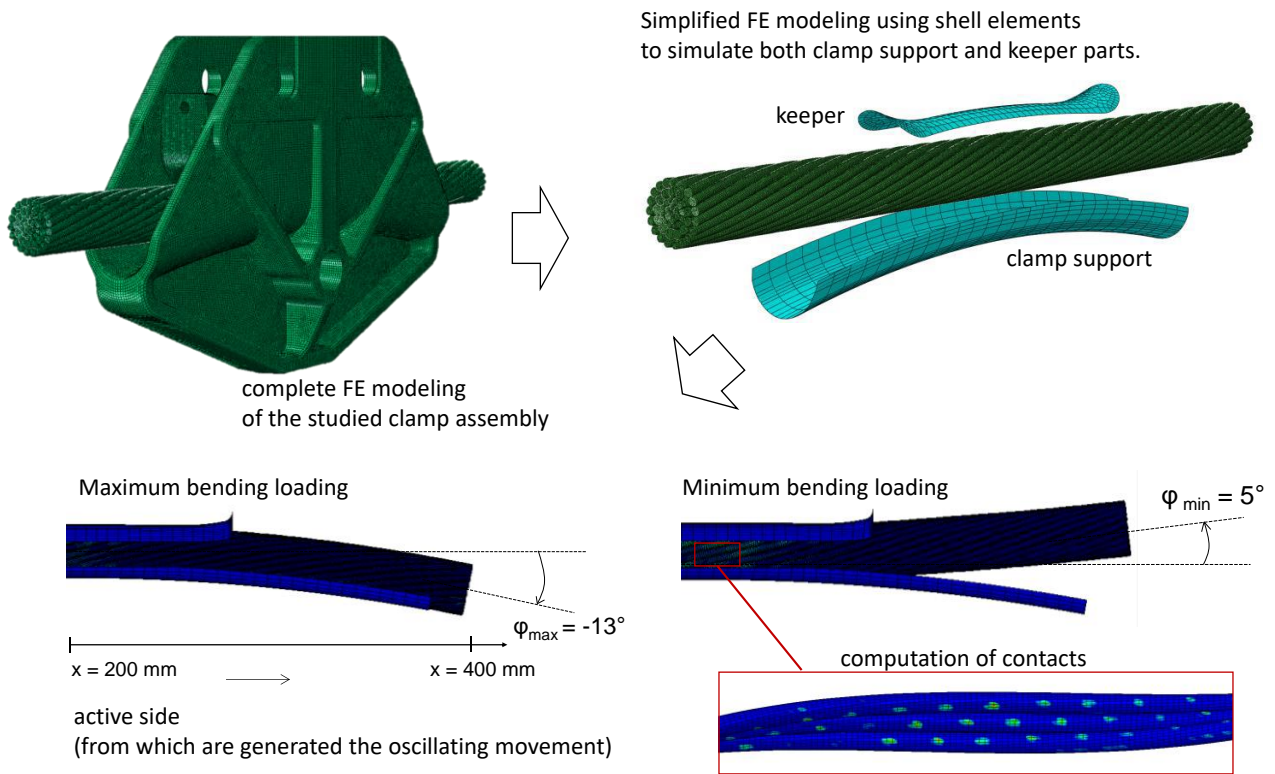 Simplified FE modeling using shell elements
to simulate both clamp support and keeper parts.
keeper
clamp support
complete FE modeling
of the studied clamp assembly
Maximum bending loading
φmax = -13°
x = 200 mm
x = 400 mm
active side
(from which are generated the oscillating movement)
Minimum bending loading
φ min = 5°
computation of contacts